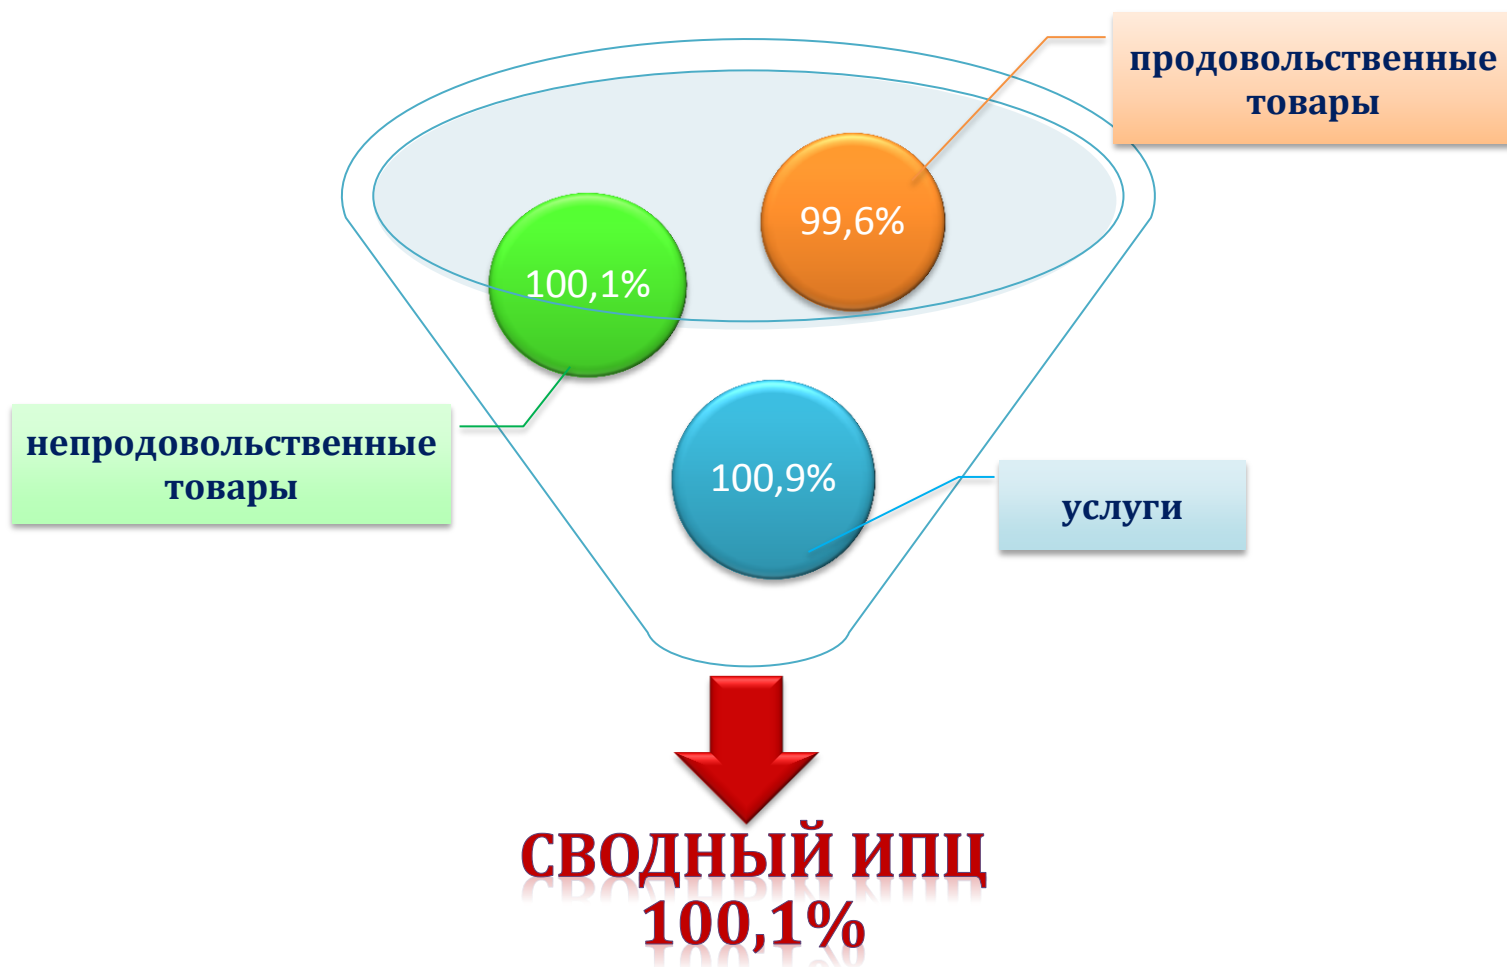 продовольственные
товары
99,6%
100,1%
непродовольственные
товары
100,9%
услуги
СВОДНЫЙ ИПЦ
100,1%